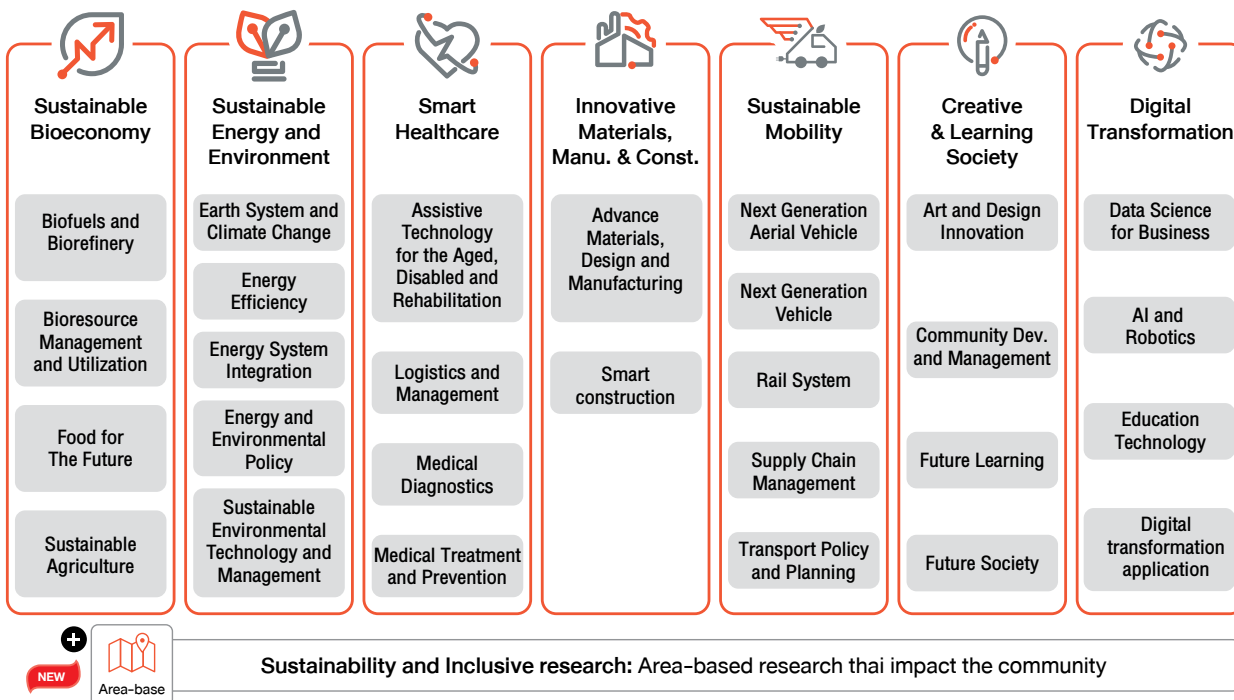 Sustainable
Bioeconomy
Biofuels and
Biorefinery
Bioresource
Management
and Utilization
Food for
The Future
Sustainable
Agriculture
Sustainable
Energy and
Environment
Earth System and
Climate Change
Energy
Efficiency
Energy System
Integration
Energy and
Environmental
Policy
Sustainable
Environmental
Technology and
Management
Smart
Healthcare
Assistive
Technology
for the Aged,
Disabled and
Rehabilitation
Logistics and
Management
Medical
Diagnostics
Medical Treatment
and Prevention
Innovative
Materials,
Manu. & Const.
Advance
Materials,
Design and
Manufacturing
Smart
construction
Sustainable
Mobility
Next Generation
Aerial Vehicle
Next Generation
Vehicle
Rail System
Supply Chain
Management
Transport Policy
and Planning
Creative
& Learning
Society
Art and Design
Innovation
Community Dev.
and Management
Future Learning
Future Society
Digital
Transformation
Data Science
for Business
AI and
Robotics
Education
Technology
Digital
transformation
application
NEW
Area-base
Sustainability and Inclusive research: Area-based research thai impact the community